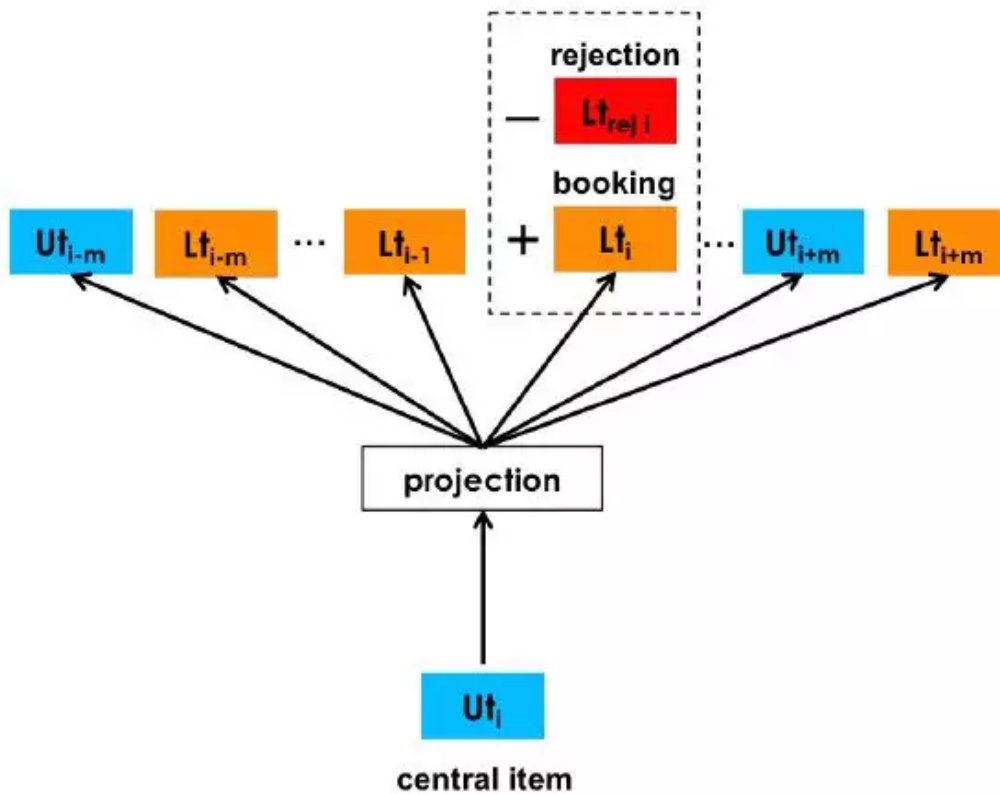 rejection
− Lt_rej i
booking
Ut_i-m Lt_i-m ... Lt_i-1 + Lt_i ... Ut_i+m Lt_i+m
projection
Ut_i
central item